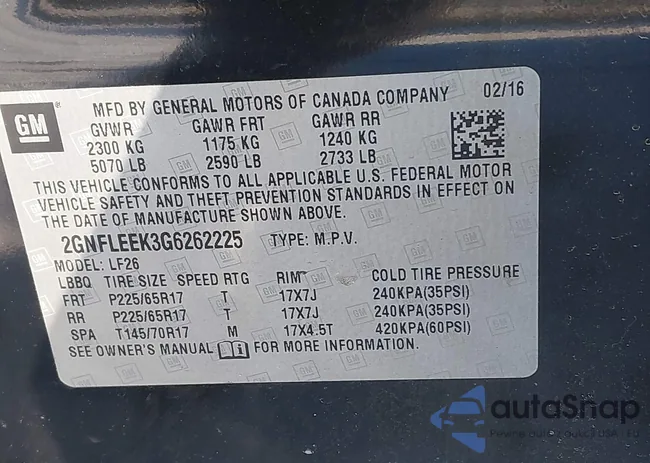 GM
MFD BY GENERAL MOTORS OF CANADA COMPANY 02/16
GVWR GAWR FRT GAWR RR
2300 KG 1175 KG 1240 KG
5070 LB 2590 LB 2733 LB
THIS VEHICLE CONFORMS TO ALL APPLICABLE U.S. FEDERAL MOTOR
VEHICLE SAFETY AND THEFT PREVENTION STANDARDS IN EFFECT ON
THE DATE OF MANUFACTURE SHOWN ABOVE.
2GNFLEEK3G6262225 TYPE: M.P.V.
MODEL: LF26
LBBQ TIRE SIZE SPEED RTG RIM COLD TIRE PRESSURE
FRT P225/65R17 T 17X7J 240KPA(35PSI)
RR P225/65R17 T 17X7J 240KPA(35PSI)
SPA T145/70R17 M 17X4.5T 420KPA(60PSI)
SEE OWNER'S MANUAL FOR MORE INFORMATION.
autoSnap